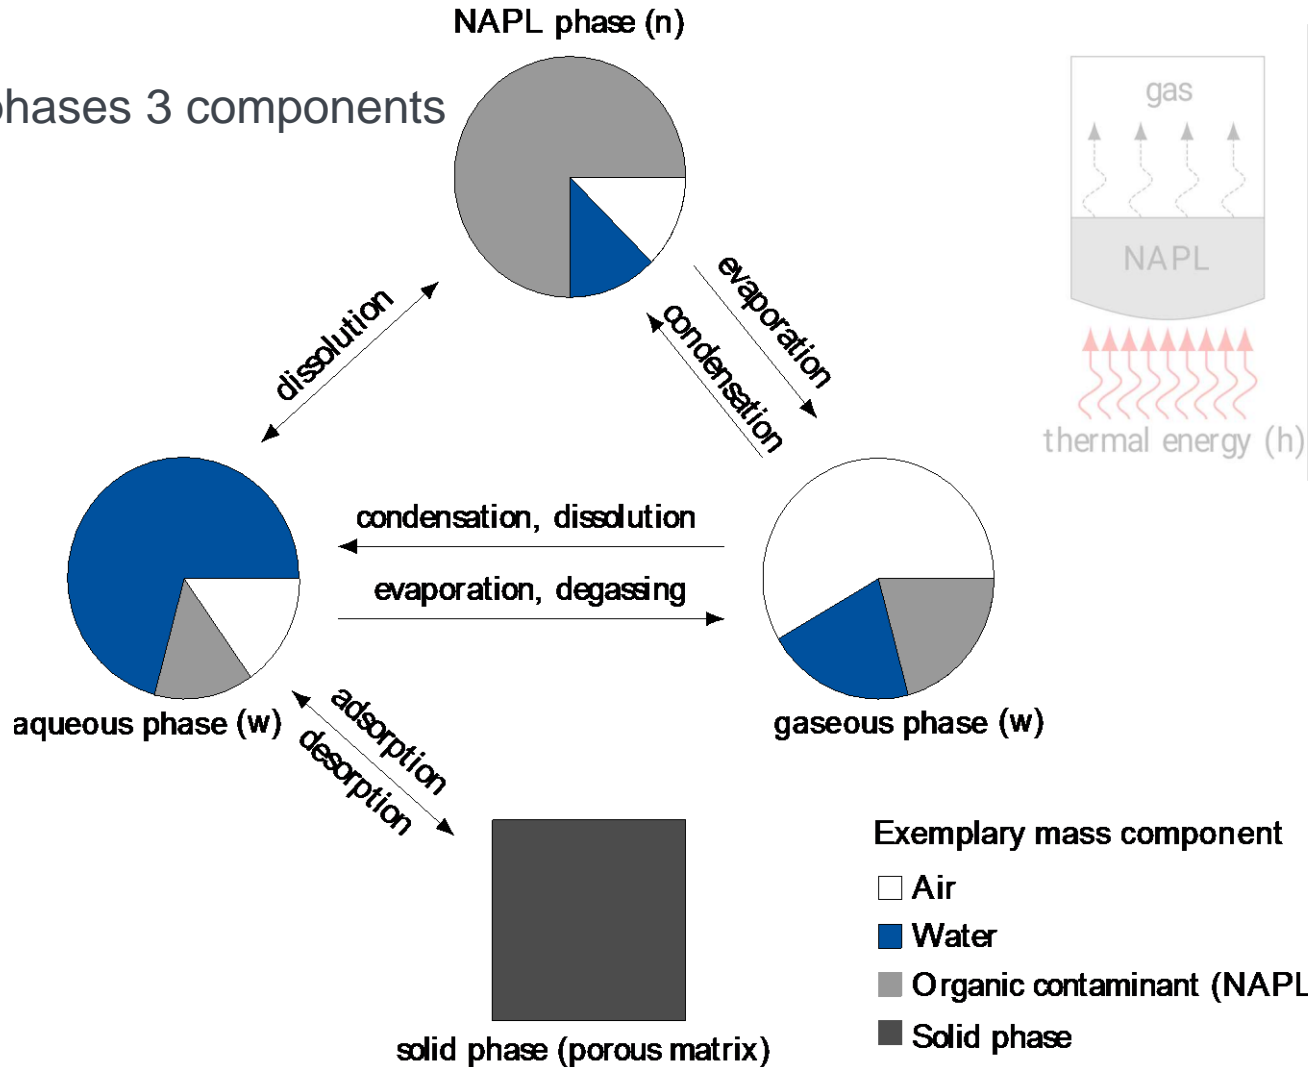 NAPL phase (n)
phases 3 components
gas
NAPL
thermal energy (h)
dissolution
evaporation
condensation
condensation, dissolution
evaporation, degassing
aqueous phase (w)
gaseous phase (w)
adsorption
desorption
solid phase (porous matrix)
Exemplary mass component
Air
Water
Organic contaminant (NAPL
Solid phase